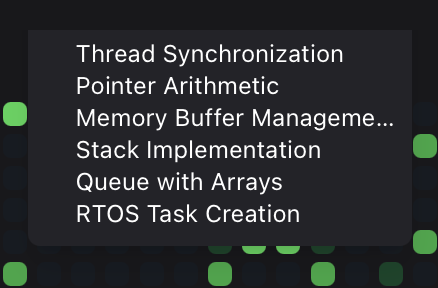 Thread Synchronization
Pointer Arithmetic
Memory Buffer Manageme...
Stack Implementation
Queue with Arrays
RTOS Task Creation